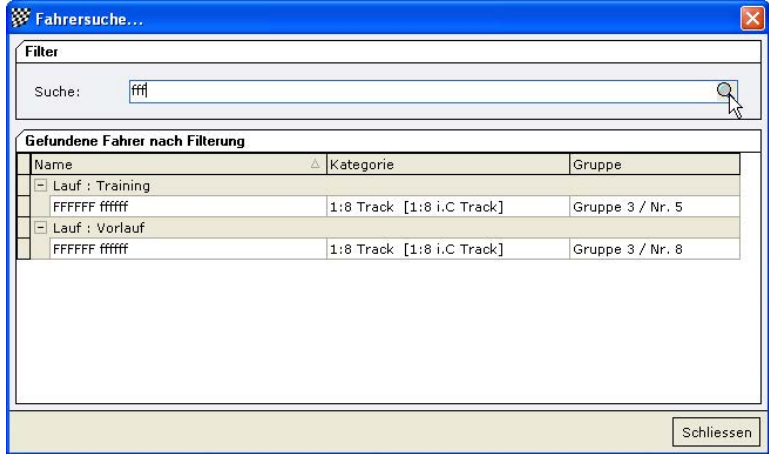 Fahrersuche...
Filter
Suche: fff
Gefundene Fahrer nach Filterung
Name Kategorie Gruppe
Lauf : Training
FFFFFF ffffff 1:8 Track [1:8 i.C Track] Gruppe 3 / Nr. 5
Lauf : Vorlauf
FFFFFF ffffff 1:8 Track [1:8 i.C Track] Gruppe 3 / Nr. 8
Schliessen